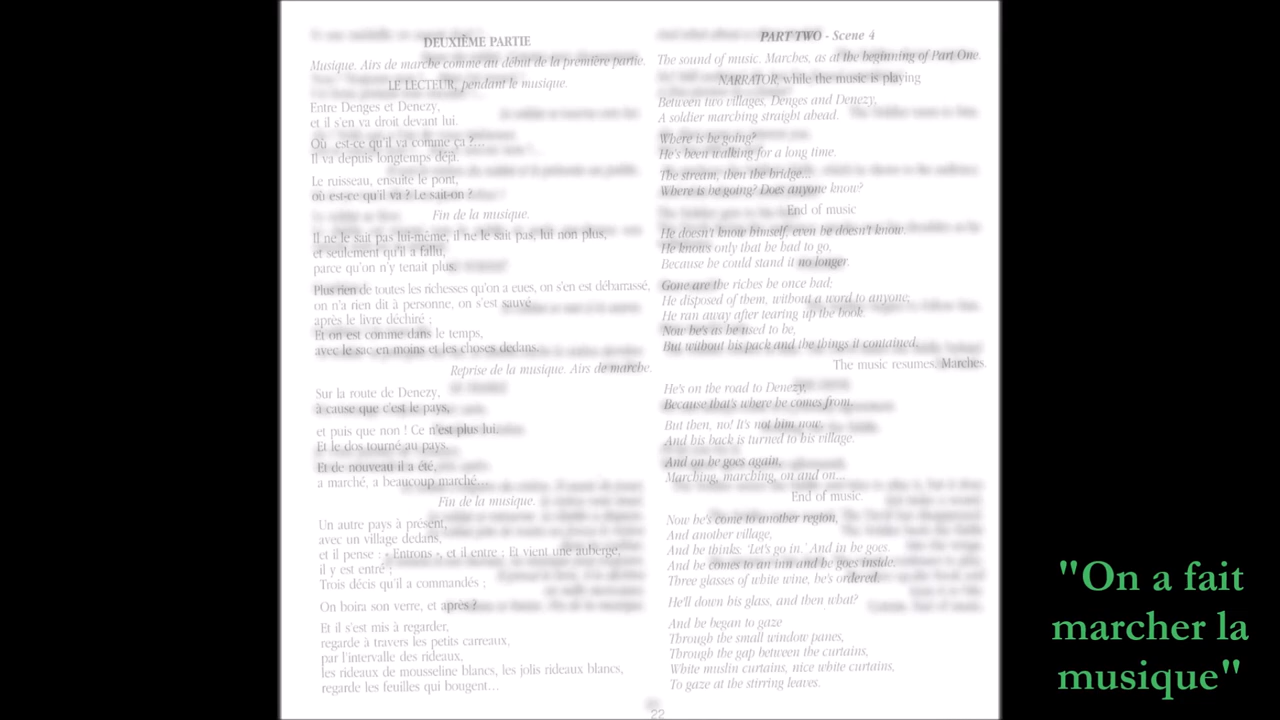 DEUXIÈME PARTIE
Musique. Airs de marche comme au début de la première partie.
LE LECTEUR, pendant le musique.
Entre Denges et Denezy,
et il s'en va droit devant lui.
Où est-ce qu'il va comme ça ?...
Il va depuis longtemps déjà.
Le ruisseau, ensuite le pont,
où est-ce qu'il va ? Le sait-on ?
Fin de la musique.
Il ne le sait pas lui-même, il ne le sait pas, lui non plus,
et seulement qu'il a fallu,
parce qu'on n'y tenait plus.
Plus rien de toutes les richesses qu'on a eues, on s'en est débarrassé,
on n'a rien dit à personne, on s'est sauvé
après le livre déchiré ;
Et on est comme dans le temps,
avec le sac en moins et les choses dedans.
Reprise de la musique. Airs de marche.
Sur la route de Denezy,
à cause que c'est le pays,
et puis que non ! Ce n'est plus lui.
Et le dos tourné au pays,
Et de nouveau il a été,
a marché, a beaucoup marché...
Fin de la musique.
Un autre pays à présent,
avec un village dedans,
et il pense : « Entrons », et il entre ; Et vient une auberge,
il y est entré ;
Trois décis qu'il a commandés ;
On boira son verre, et après ?
Et il s'est mis à regarder,
regarde à travers les petits carreaux,
par l'intervalle des rideaux,
les rideaux de mousseline blancs, les jolis rideaux blancs,
regarde les feuilles qui bougent...
PART TWO - Scene 4
The sound of music. Marches, as at the beginning of Part One.
NARRATOR, while the music is playing
Between two villages, Denges and Denezy,
A soldier marching straight ahead.
Where is he going?
He's been walking for a long time.
The stream, then the bridge...
Where is he going? Does anyone know?
End of music
He doesn't know himself, even he doesn't know.
He knows only that he had to go,
Because he could stand it no longer.
Gone are the riches he once had;
He disposed of them, without a word to anyone,
He ran away after tearing up the book.
Now he's as he used to be,
But without his pack and the things it contained.
The music resumes. Marches.
He's on the road to Denezy,
Because that's where he comes from.
But then, no! It's not him now.
And his back is turned to his village.
And on he goes again,
Marching, marching, on and on...
End of music.
Now he's come to another region,
And another village,
And he thinks: 'Let's go in.' And in he goes.
And he comes to an inn and he goes inside.
Three glasses of white wine, he's ordered.
He'll down his glass, and then what?
And he began to gaze
Through the small window panes,
Through the gap between the curtains,
White muslin curtains, nice white curtains,
To gaze at the stirring leaves.
22
"On a fait
marcher la
musique"